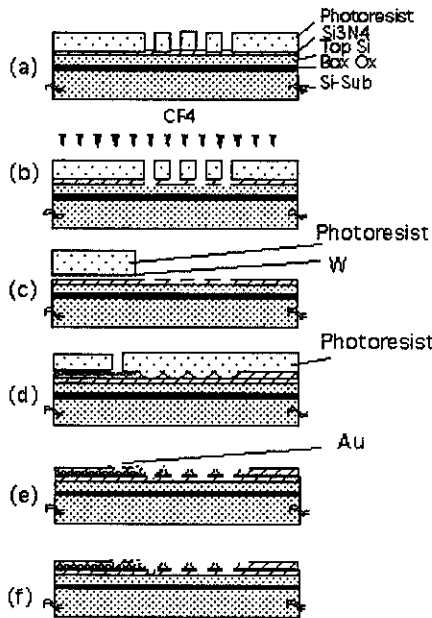 Photoresist
Si3N4
Top Si
Box Ox
Si-Sub
(a)
CF4
(b)
Photoresist
W
(c)
Photoresist
(d)
Au
(e)
(f)